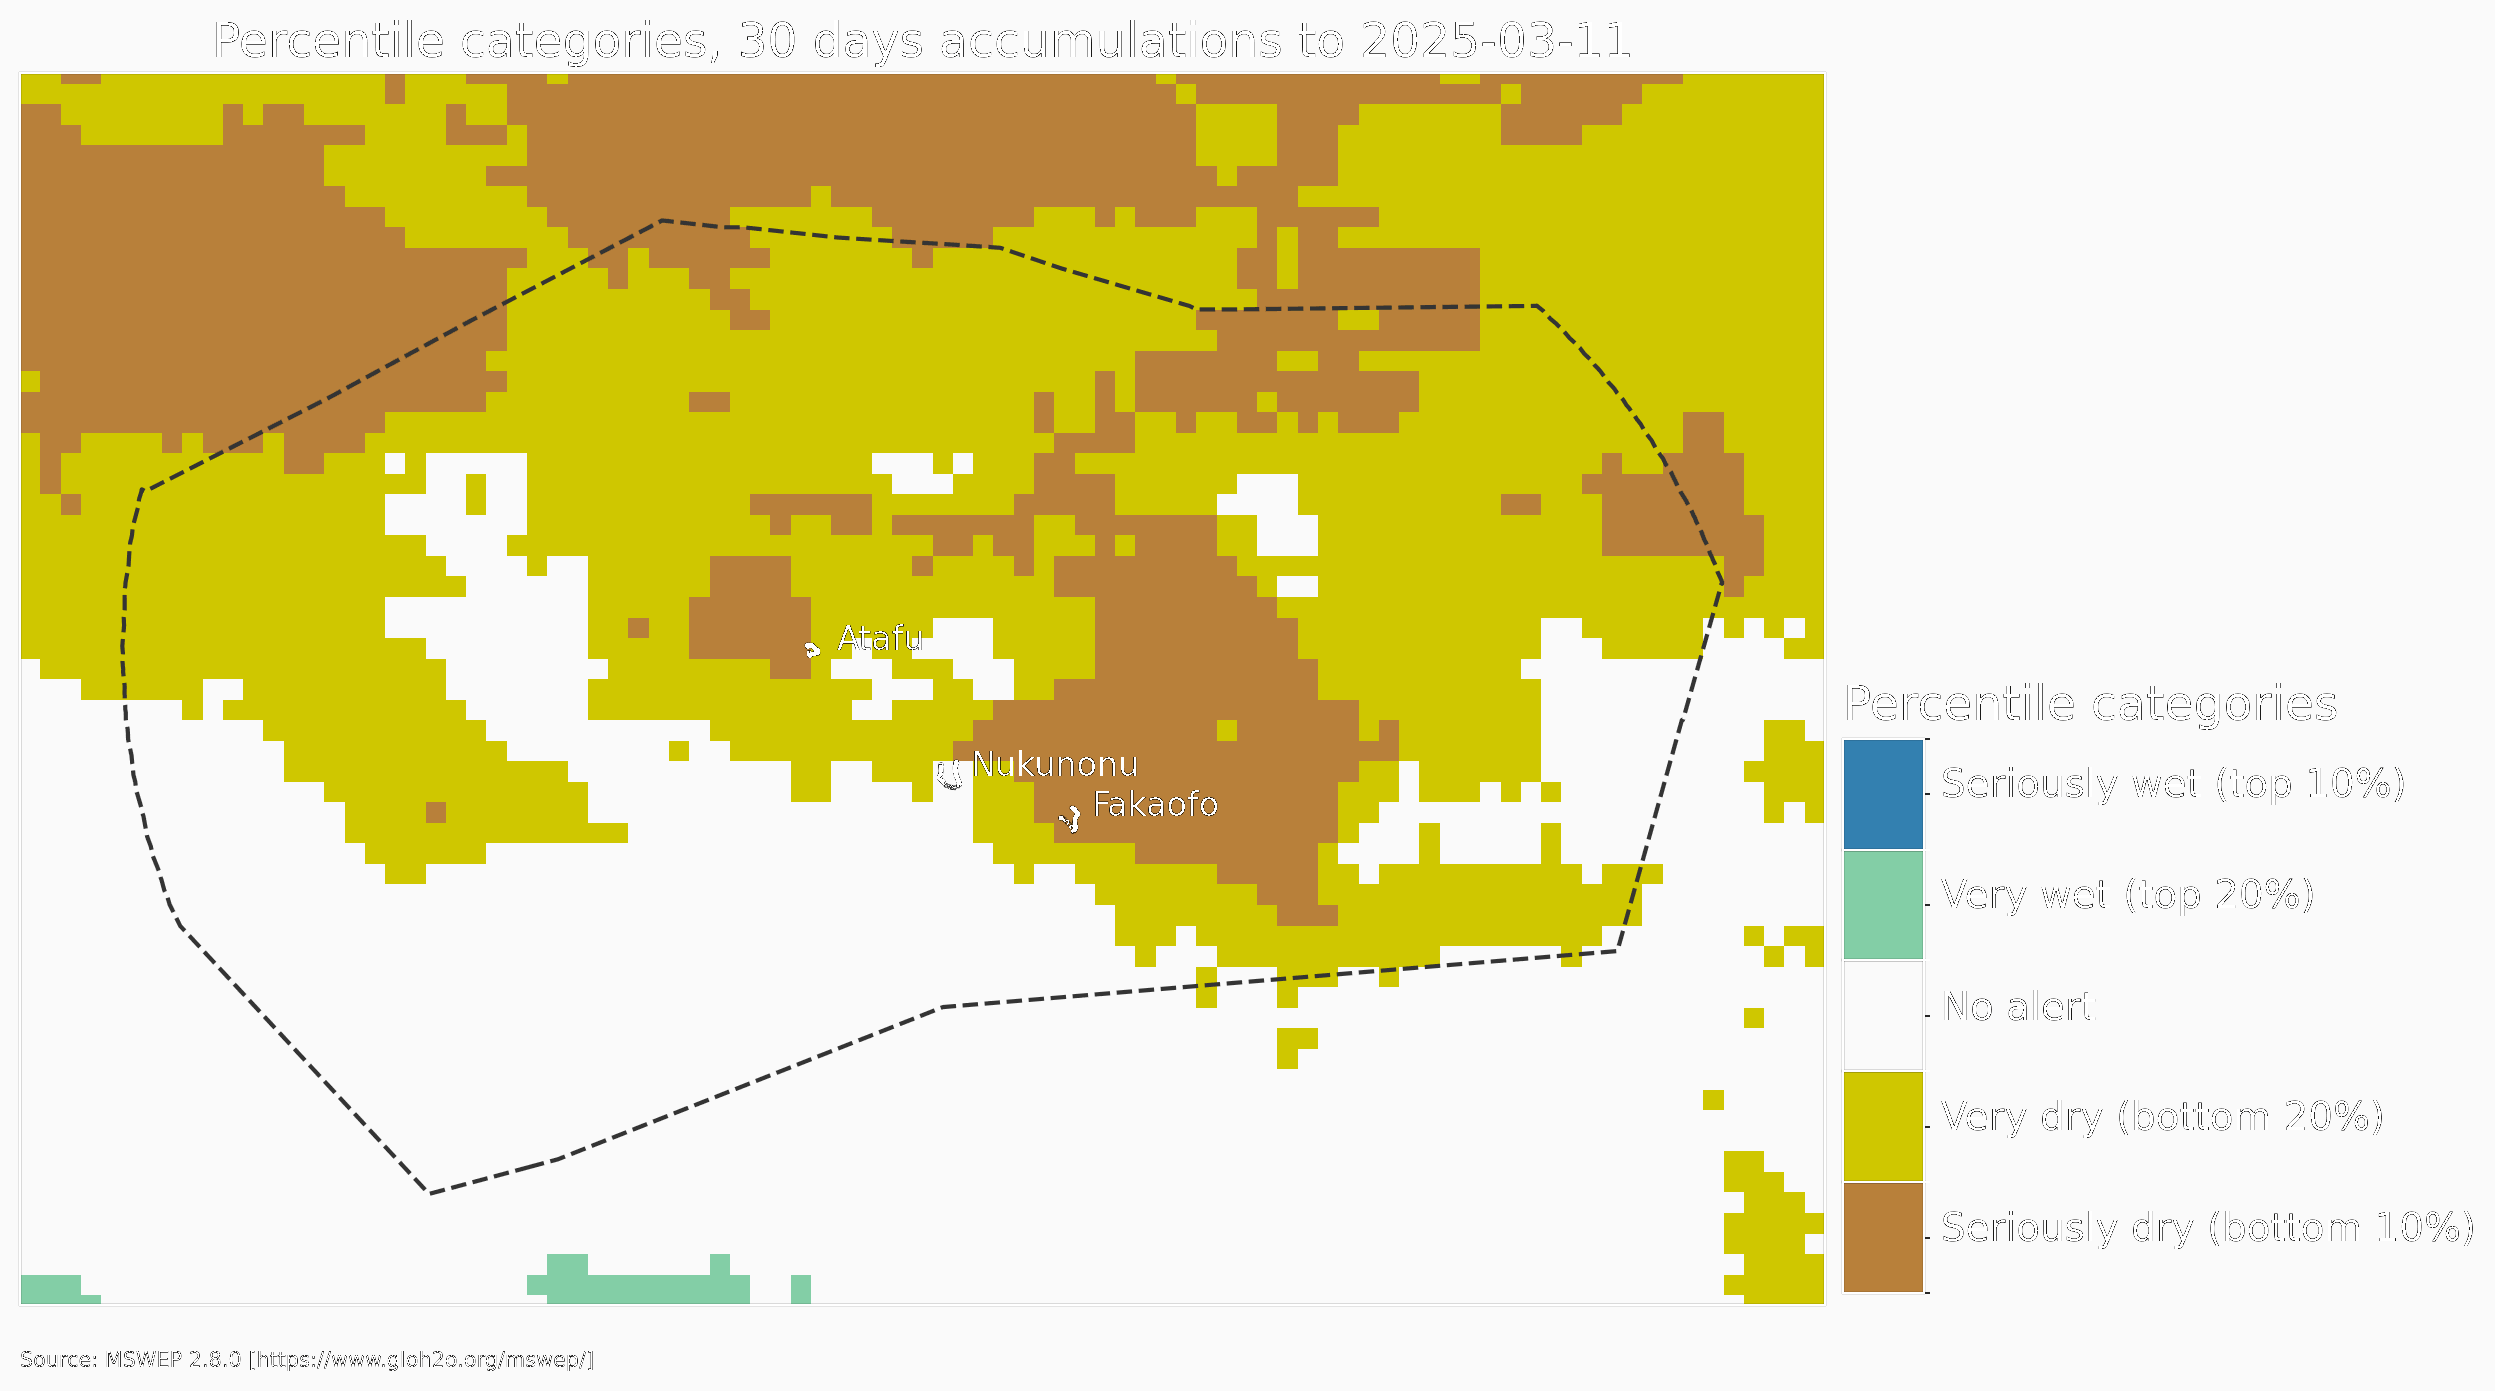 Percentile categories, 30 days accumulations to 2025-03-11
Atafu
Nukunonu
Fakaofo
Percentile categories
Seriously wet (top 10%)
Very wet (top 20%)
No alert
Very dry (bottom 20%)
Seriously dry (bottom 10%)
Source: MSWEP 2.8.0 [https://www.gloh2o.org/mswep/]